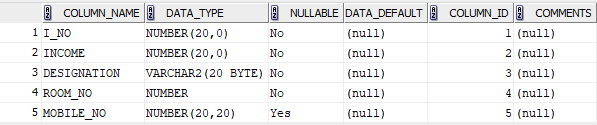 COLUMN_NAME DATA_TYPE NULLABLE DATA_DEFAULT COLUMN_ID COMMENTS
1 I_NO NUMBER(20,0) No (null) 1 (null)
2 INCOME NUMBER(20,0) No (null) 2 (null)
3 DESIGNATION VARCHAR2(20 BYTE) No (null) 3 (null)
4 ROOM_NO NUMBER No (null) 4 (null)
5 MOBILE_NO NUMBER(20,20) Yes (null) 5 (null)